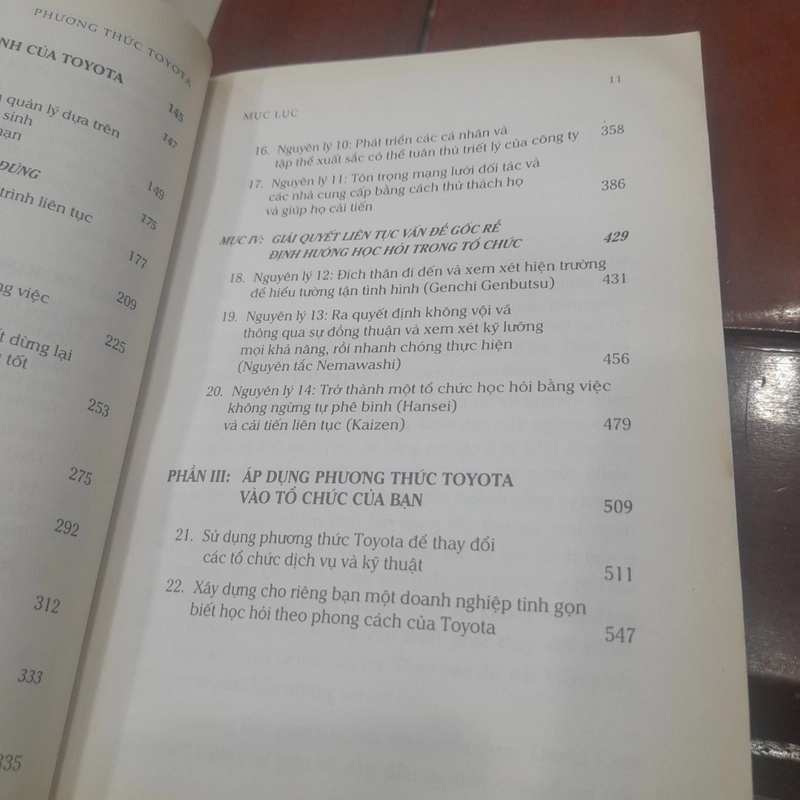 PHƯƠNG THỨC TOYOTA
NH CỦA TOYOTA
145
quản lý dựa trên
sinh
147
hạn
ĐÚNG
149
trình liên tục
175
177
209
g việc
225
t dừng lại
tốt
253
275
292
312
333
335
11
MỤC LỤC
16. Nguyên lý 10: Phát triển các cá nhân và
tập thể xuất sắc có thể tuân thủ triết lý của công ty 358
17. Nguyên lý 11: Tôn trọng mạng lưới đối tác và
các nhà cung cấp bằng cách thử thách họ
và giúp họ cải tiến 386
MỤC IV: GIẢI QUYẾT LIÊN TỤC VẤN ĐỀ GỐC RỄ
ĐỊNH HƯỚNG HỌC HỎI TRONG TỔ CHỨC 429
18. Nguyên lý 12: Đích thân đi đến và xem xét hiện trường
để hiểu tường tận tình hình (Genchi Genbutsu) 431
19. Nguyên lý 13: Ra quyết định không vội vã
thông qua sự đồng thuận và xem xét kỹ lưỡng
mọi khả năng, rồi nhanh chóng thực hiện
(Nguyên tắc Nemawashi) 456
20. Nguyên lý 14: Trở thành một tổ chức học hỏi bằng việc
không ngừng tự phê bình (Hansei)
và cải tiến liên tục (Kaizen) 479
PHẦN III: ÁP DỤNG PHƯƠNG THỨC TOYOTA
VÀO TỔ CHỨC CỦA BẠN 509
21. Sử dụng phương thức Toyota để thay đổi
các tổ chức dịch vụ và kỹ thuật 511
22. Xây dựng cho riêng bạn một doanh nghiệp tinh gọn
biết học hỏi theo phong cách của Toyota 547